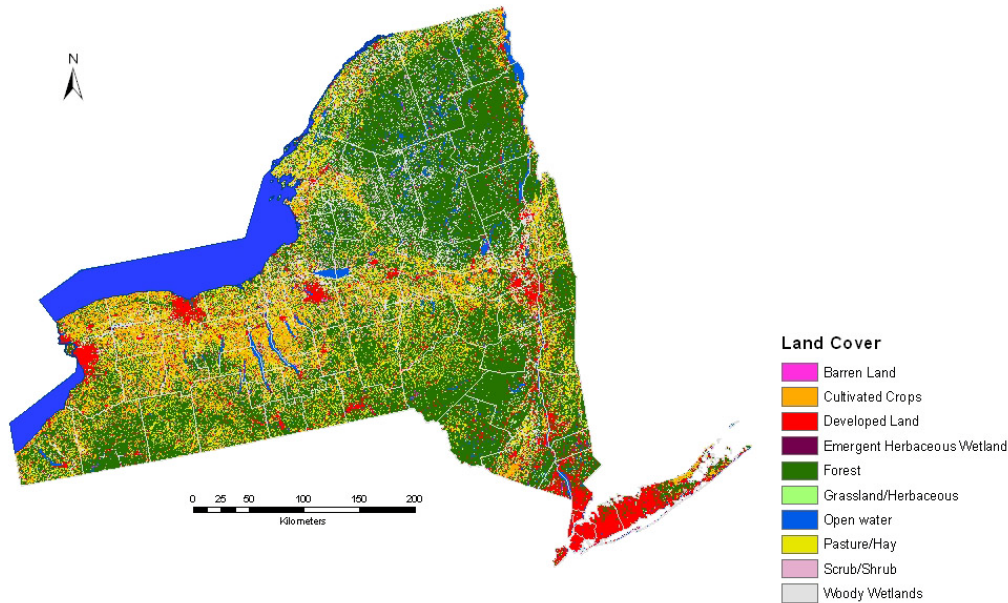 N
Land Cover
Barren Land
Cultivated Crops
Developed Land
Emergent Herbaceous Wetland
Forest
Grassland/Herbaceous
Open water
Pasture/Hay
Scrub/Shrub
Woody Wetlands
0 25 50 100 150 200
Kilometers